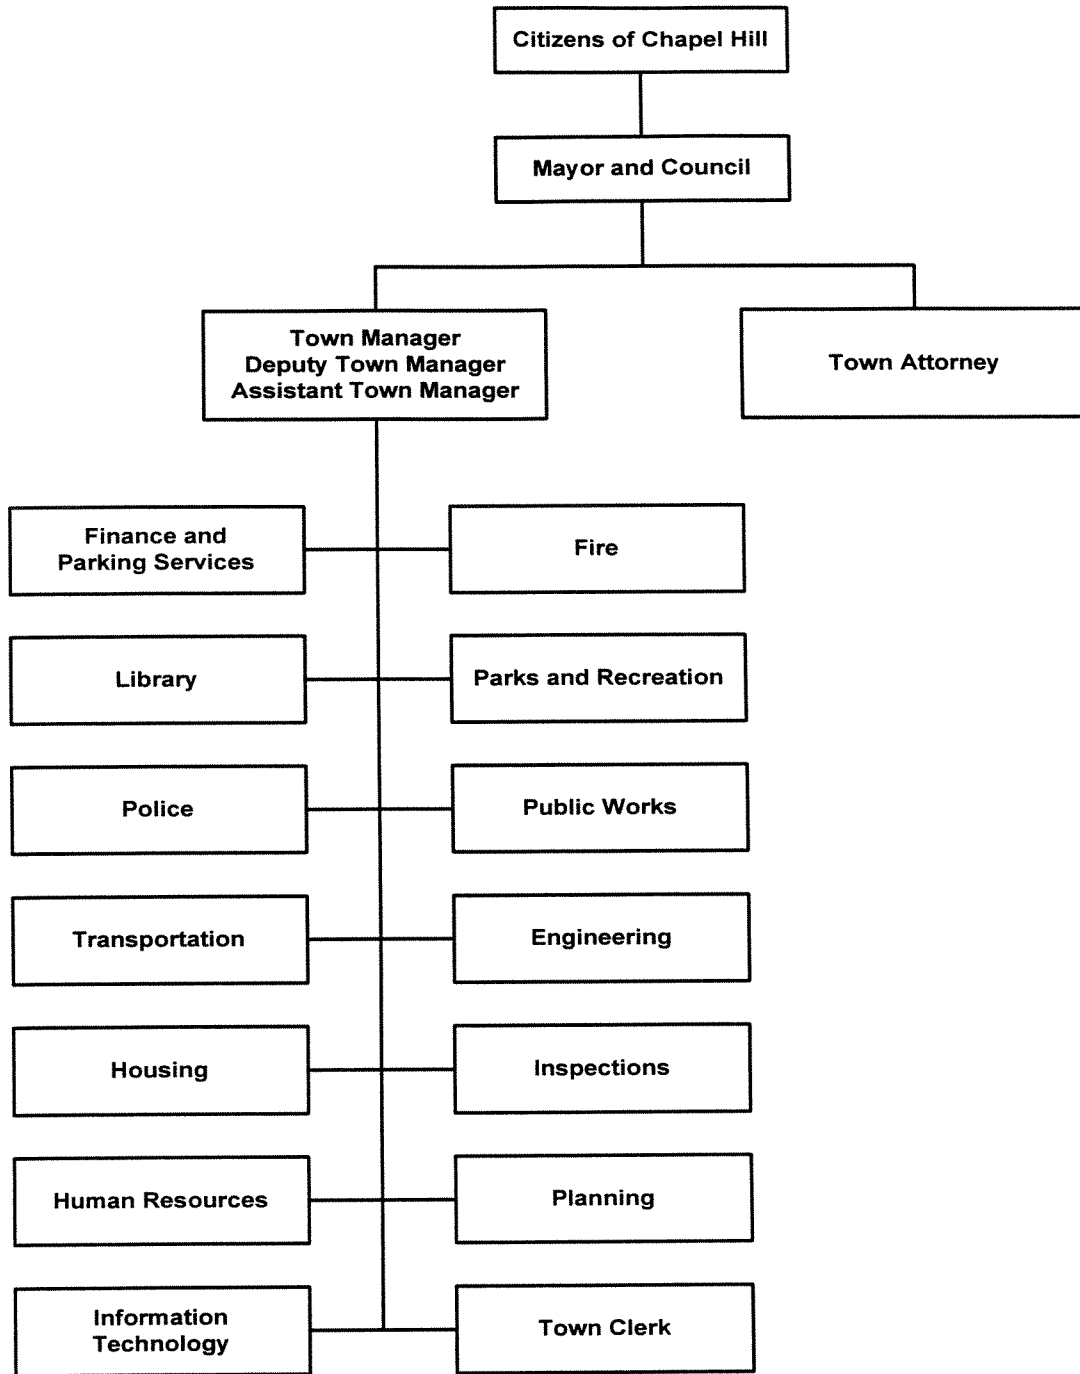 Citizens of Chapel Hill
Mayor and Council
Town Manager
Deputy Town Manager
Assistant Town Manager
Town Attorney
Finance and
Parking Services
Fire
Library
Parks and Recreation
Police
Public Works
Transportation
Engineering
Housing
Inspections
Human Resources
Planning
Information
Technology
Town Clerk